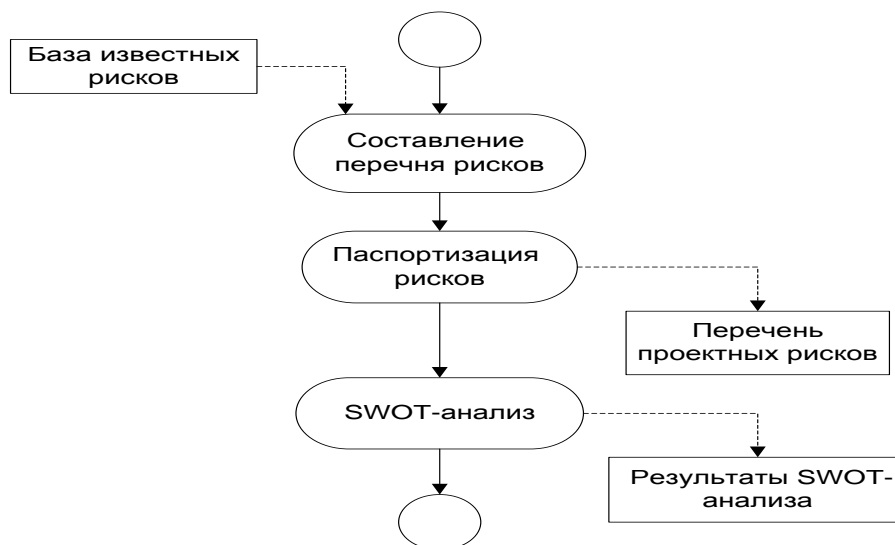 База известных
рисков
Составление
перечня рисков
Паспортизация
рисков
Перечень
проектных рисков
SWOT-анализ
Результаты SWOT-
анализа